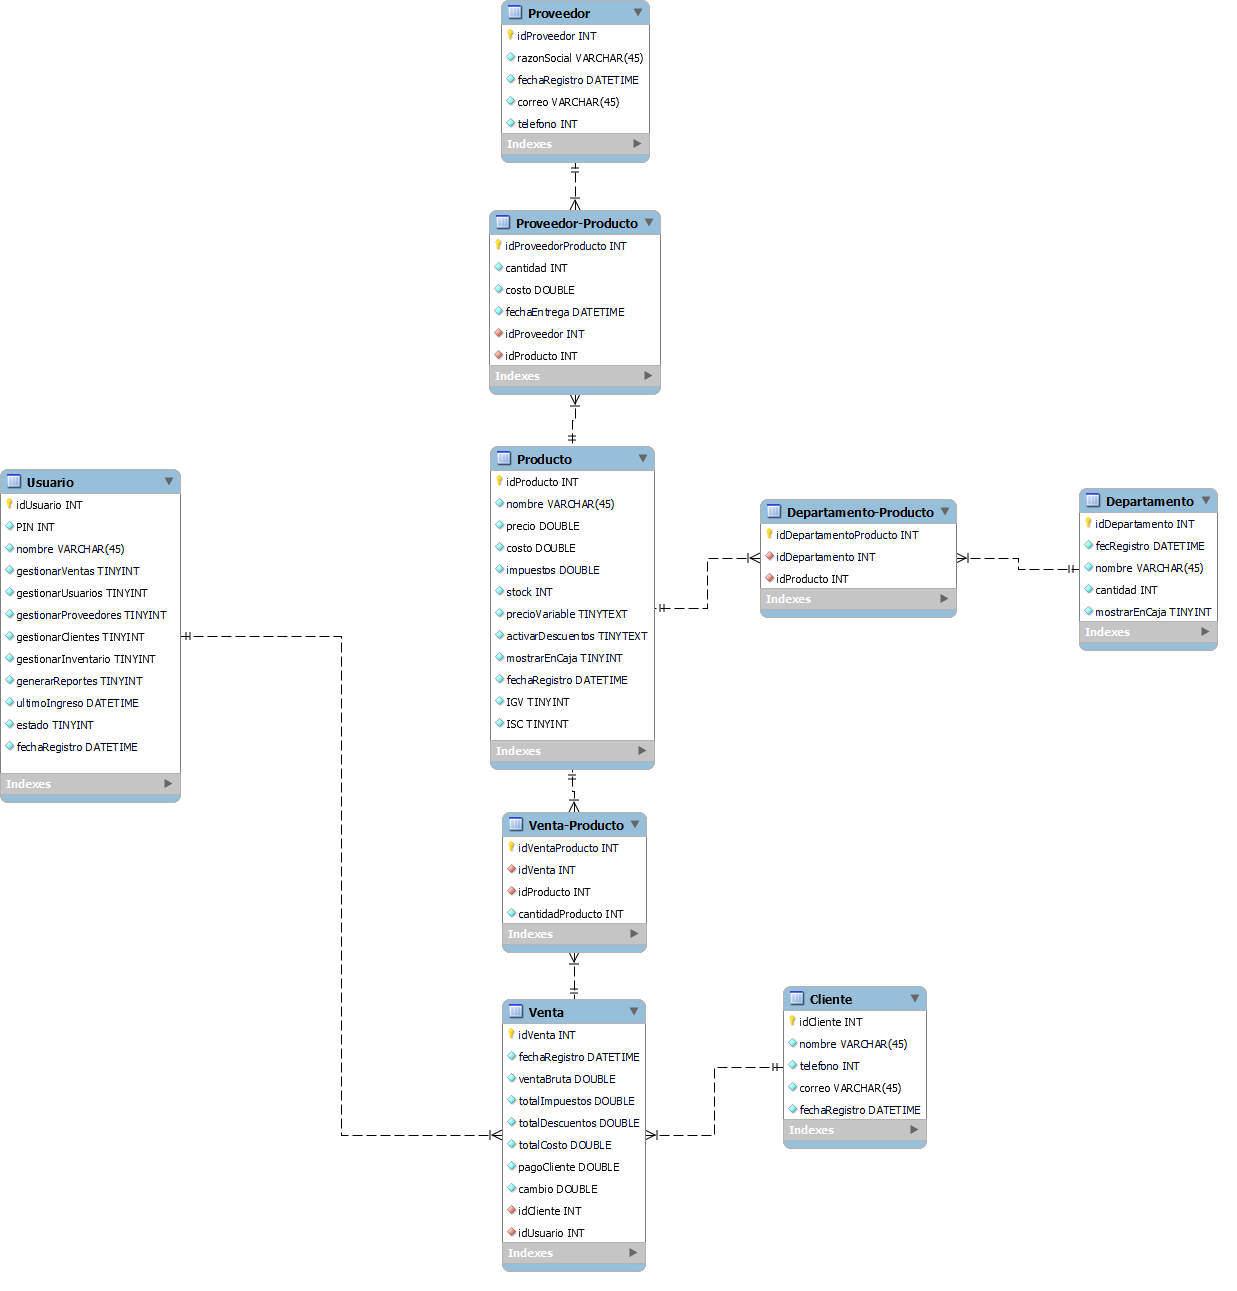 Proveedor
idProveedor INT
razonSocial VARCHAR(45)
fechaRegistro DATETIME
correo VARCHAR(45)
telefono INT
Indexes
Proveedor-Producto
idProveedorProducto INT
cantidad INT
costo DOUBLE
fechaEntrega DATETIME
idProveedor INT
idProducto INT
Indexes
Usuario
idUsuario INT
PIN INT
nombre VARCHAR(45)
gestionarVentas TINYINT
gestionarUsuarios TINYINT
gestionarProveedores TINYINT
gestionarClientes TINYINT
gestionarInventario TINYINT
generarReportes TINYINT
ultimoIngreso DATETIME
estado TINYINT
fechaRegistro DATETIME
Indexes
Producto
idProducto INT
nombre VARCHAR(45)
precio DOUBLE
costo DOUBLE
impuestos DOUBLE
stock INT
precioVariable TINYTEXT
activarDescuentos TINYTEXT
mostrarEnCaja TINYINT
fechaRegistro DATETIME
IGV TINYINT
ISC TINYINT
Indexes
Departamento-Producto
idDepartamentoProducto INT
idDepartamento INT
idProducto INT
Indexes
Departamento
idDepartamento INT
fecRegistro DATETIME
nombre VARCHAR(45)
cantidad INT
mostrarEnCaja TINYINT
Indexes
Venta-Producto
idVentaProducto INT
idVenta INT
idProducto INT
cantidadProducto INT
Indexes
Venta
idVenta INT
fechaRegistro DATETIME
ventaBruta DOUBLE
totalImpuestos DOUBLE
totalDescuentos DOUBLE
totalCosto DOUBLE
pagoCliente DOUBLE
cambio DOUBLE
idCliente INT
idUsuario INT
Indexes
Cliente
idCliente INT
nombre VARCHAR(45)
telefono INT
correo VARCHAR(45)
fechaRegistro DATETIME
Indexes